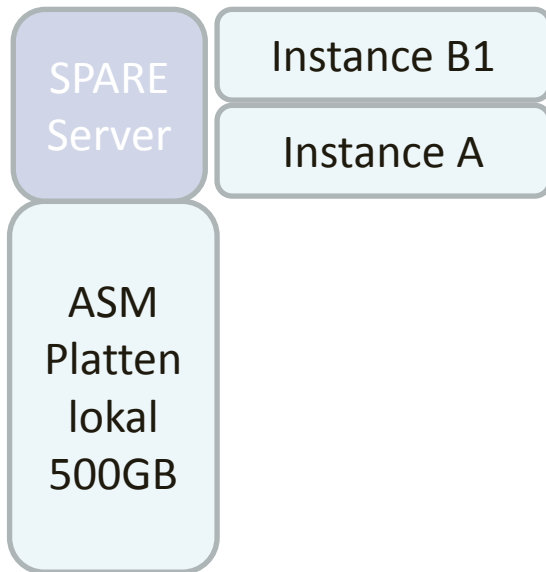 SPARE
Server
Instance B1
Instance A
ASM
Platten
lokal
500GB